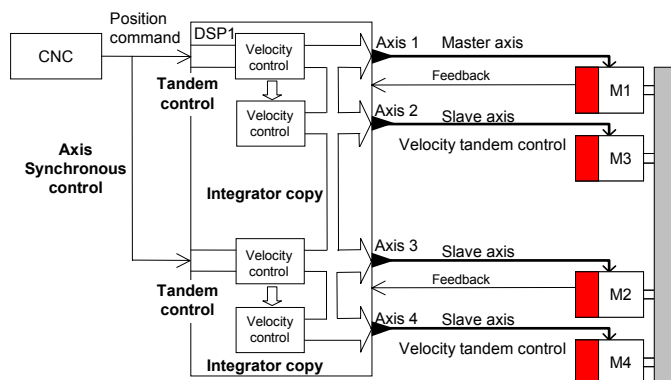 Position
command
CNC
DSP1
Velocity
control
Tandem
control
Velocity
control
Axis 1
Master axis
Feedback
M1
Axis 2
Slave axis
Velocity tandem control
M3
Axis
Synchronous
control
Integrator copy
Velocity
control
Tandem
control
Velocity
control
Integrator copy
Axis 3
Slave axis
Feedback
M2
Axis 4
Slave axis
Velocity tandem control
M4